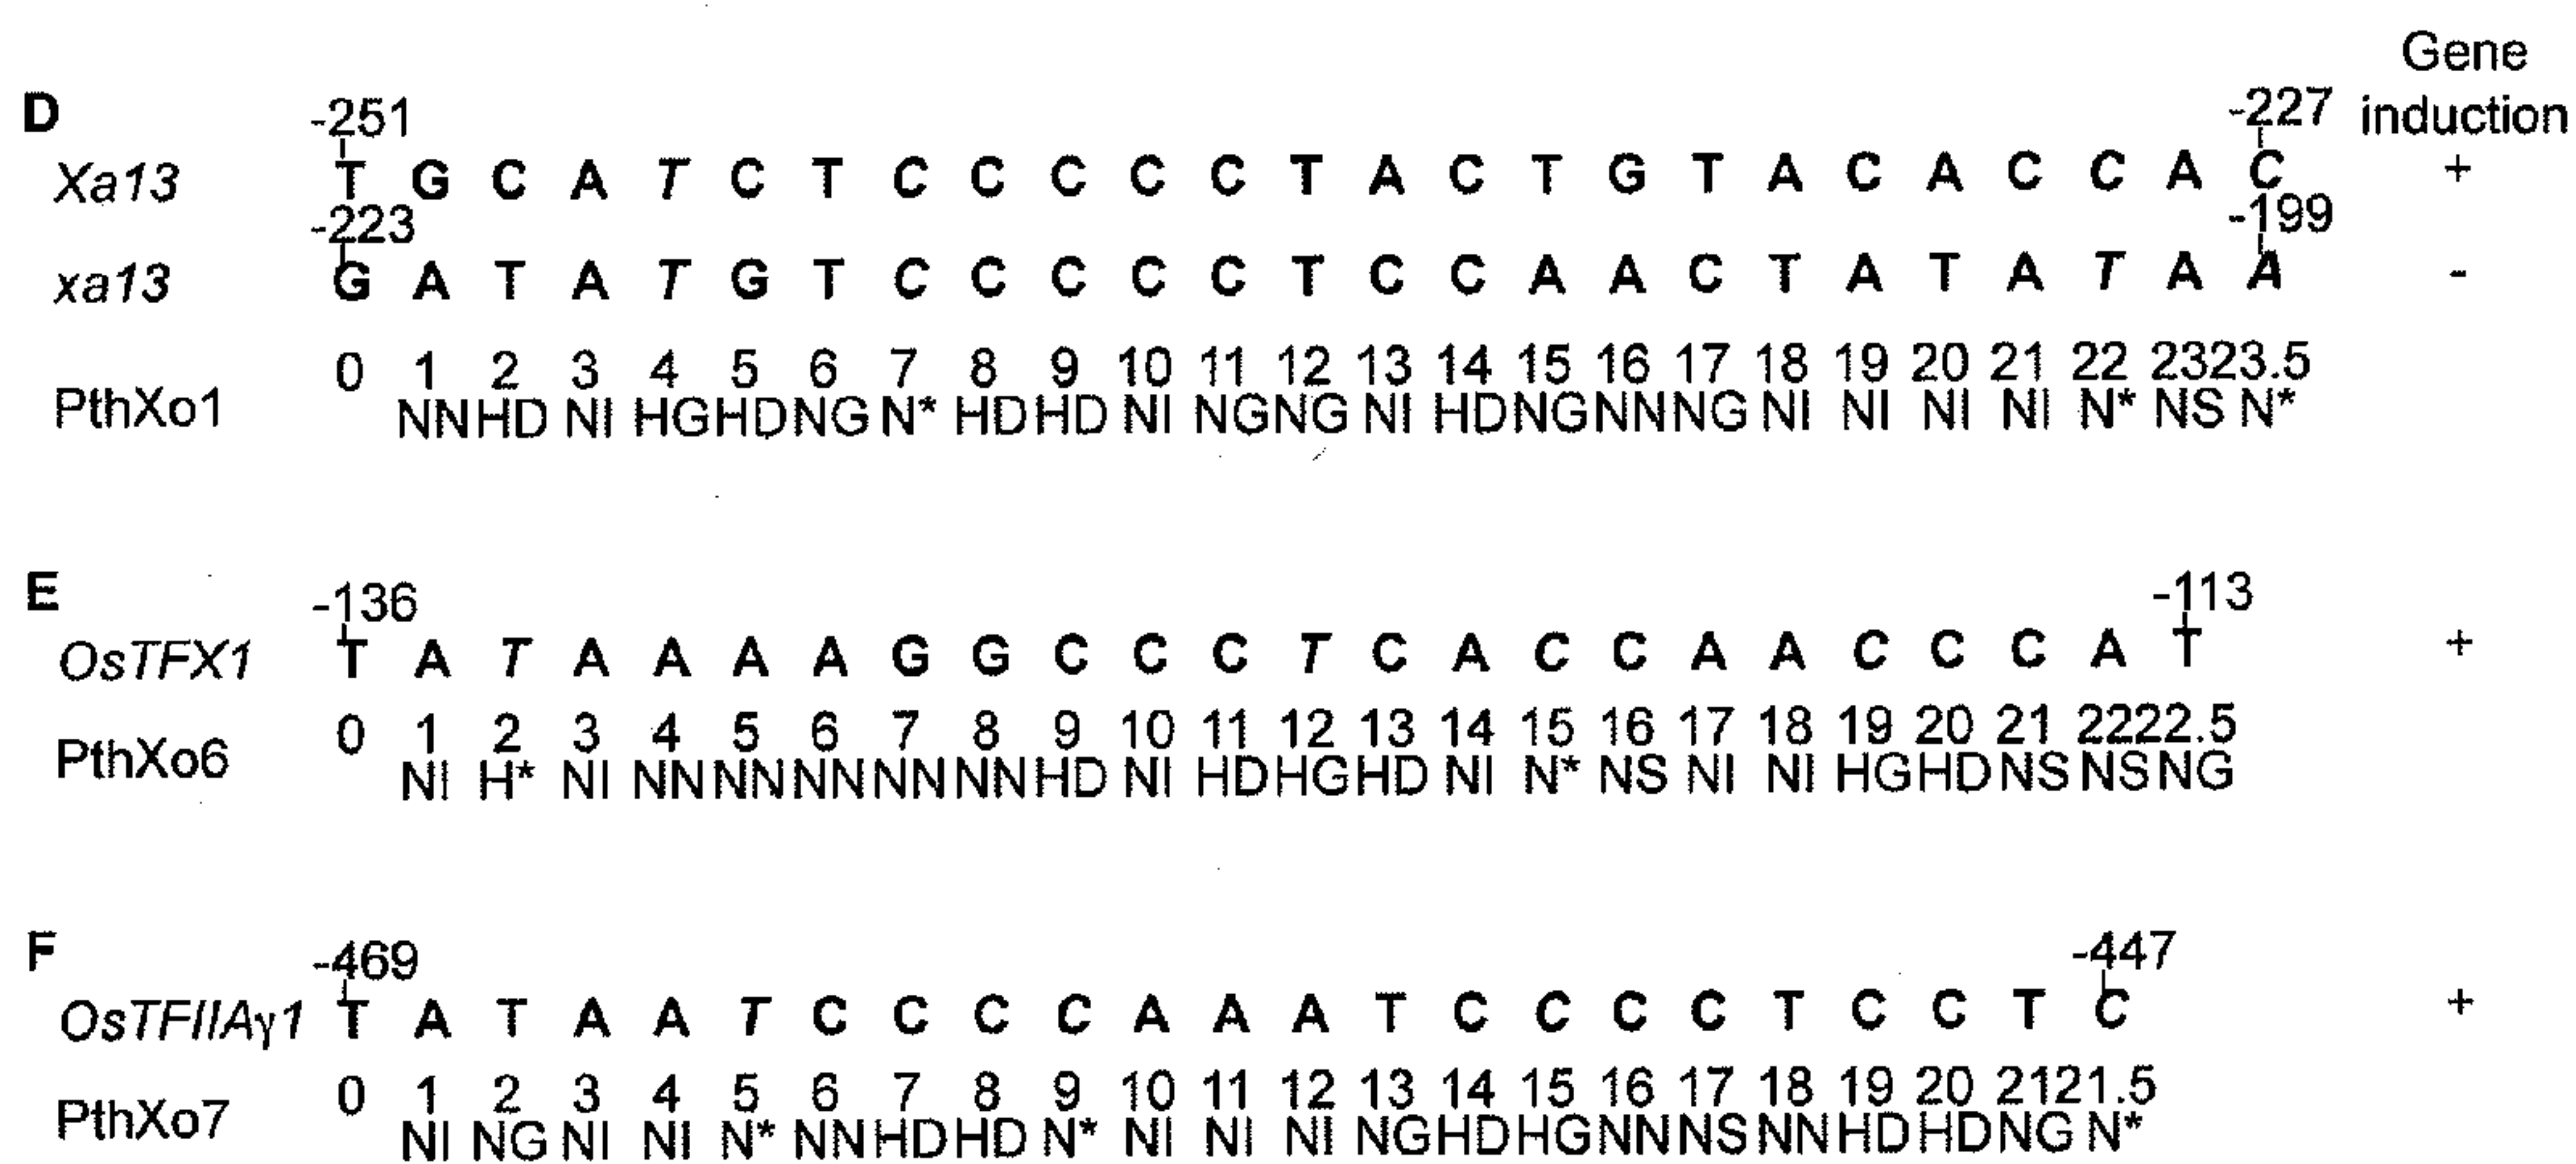 Gene
induction
D -251 -227
Xa13 T G C A T C T C C C C C T A C T G T A C A C C A C +
-223 -199
xa13 G A T A T G T C C C C C T C C A A C T A T A T A A -
0 1 2 3 4 5 6 7 8 9 10 11 12 13 14 15 16 17 18 19 20 21 22 23 23.5
PthXo1 NN HD NI HG HD NG N* HD HD NI NG NG NI HD NG NN NG NI NI NI NI N* NS N*
E -136 -113
OsTFX1 T A T A A A A G G C C C T C A C C A A C C C A T +
0 1 2 3 4 5 6 7 8 9 10 11 12 13 14 15 16 17 18 19 20 21 22 22.5
PthXo6 NI H* NI NN NN NN NN NN HD NI HD HG HD NI N* NS NI NI HG HD NS NS NG
F -469 -447
OsTFIIAγ1 T A T A A T C C C C A A A T C C C C T C C T C +
0 1 2 3 4 5 6 7 8 9 10 11 12 13 14 15 16 17 18 19 20 21 21.5
PthXo7 NI NG NI NI N* NN HD HD N* NI NI NI NG HD HG NN NS NN HD HD NG N*